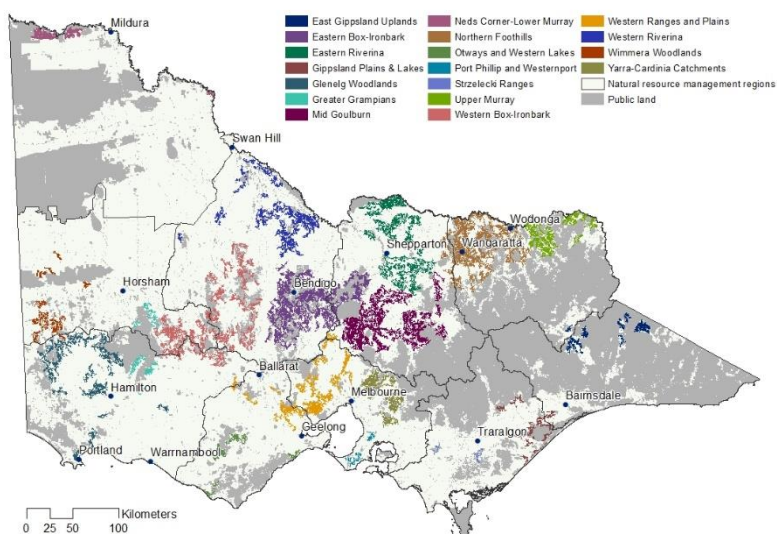 East Gippsland Uplands
Eastern Box-Ironbark
Eastern Riverina
Gippsland Plains & Lakes
Glenelg Woodlands
Greater Grampians
Mid Goulburn
Neds Corner-Lower Murray
Northern Foothills
Otways and Western Lakes
Port Phillip and Westernport
Strzelecki Ranges
Upper Murray
Western Box-Ironbark
Western Ranges and Plains
Western Riverina
Wimmera Woodlands
Yarra-Cardinia Catchments
Natural resource management regions
Public land
Mildura
Swan Hill
Wodonga
Shepparton
Wangaratta
Horsham
Bendigo
Ballarat
Hamilton
Melbourne
Bairnsdale
Geelong
Traralgon
Portland
Warrnambool
Kilometers
0 25 50 100